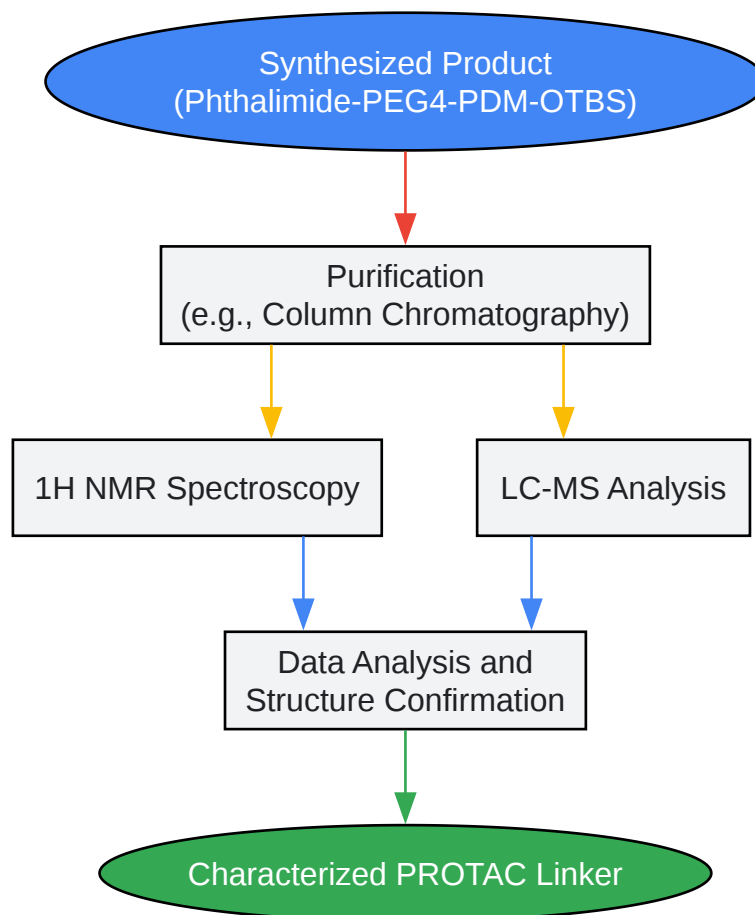 Synthesized Product
(Phthalimide-PEG4-PDM-OTBS)
Purification
(e.g., Column Chromatography)
1H NMR Spectroscopy
LC-MS Analysis
Data Analysis and
Structure Confirmation
Characterized PROTAC Linker